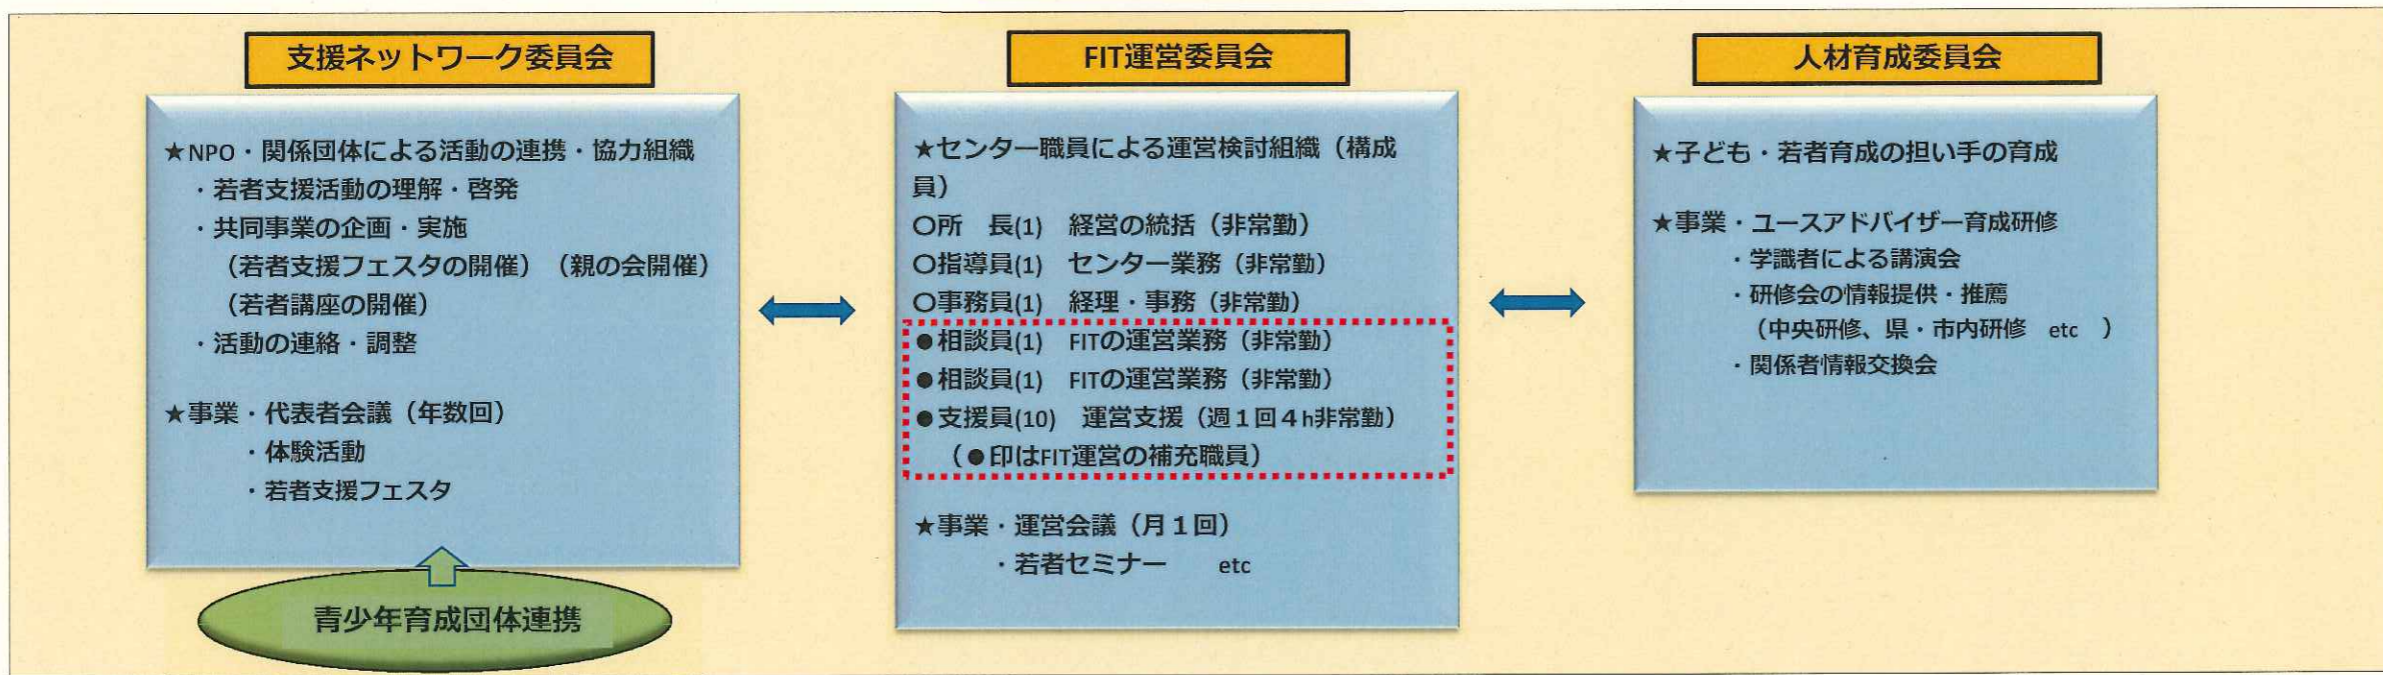 支援ネットワーク委員会
★NPO・関係団体による活動の連携・協力組織
・若者支援活動の理解・啓発
・共同事業の企画・実施
（若者支援フェスタの開催）（親の会開催）
（若者講座の開催）
・活動の連絡・調整
★事業・代表者会議（年数回）
・体験活動
・若者支援フェスタ
青少年育成団体連携
FIT運営委員会
★センター職員による運営検討組織（構成
員）
〇所　長(1)　経営の統括（非常勤）
〇指導員(1)　センター業務（非常勤）
〇事務員(1)　経理・事務（非常勤）
●相談員(1)　FITの運営業務（非常勤）
●相談員(1)　FITの運営業務（非常勤）
●支援員(10)　運営支援（週１回４h非常勤）
（●印はFIT運営の補充職員）
★事業・運営会議（月１回）
・若者セミナー　　etc
人材育成委員会
★子ども・若者育成の担い手の育成
★事業・ユースアドバイザー育成研修
・学識者による講演会
・研修会の情報提供・推薦
（中央研修、県・市内研修　etc　）
・関係者情報交換会